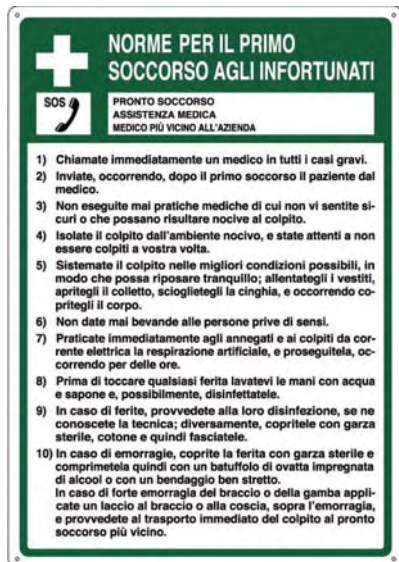 NORME PER IL PRIMO
SOCCORSO AGLI INFORTUNATI
SOS
PRONTO SOCCORSO
ASSISTENZA MEDICA
MEDICO PIÙ VICINO ALL'AZIENDA
1) Chiamate immediatamente un medico in tutti i casi gravi.
2) Inviate, occorrendo, dopo il primo soccorso il paziente dal
medico.
3) Non eseguite mai pratiche mediche di cui non vi sentite si-
curi o che possano risultare nocive al colpito.
4) Isolate il colpito dall'ambiente nocivo, e state attenti a non
essere colpiti a vostra volta.
5) Sistemate il colpito nelle migliori condizioni possibili, in
modo che possa riposare tranquillo; allentategli i vestiti,
apritegli il colletto, scioglietegli la cinghia, e occorrendo co-
pritegli il corpo.
6) Non date mai bevande alle persone prive di sensi.
7) Praticate immediatamente agli annegati e ai colpiti da cor-
rente elettrica la respirazione artificiale, e proseguitela, oc-
correndo per delle ore.
8) Prima di toccare qualsiasi ferita lavatevi le mani con acqua
e sapone e, possibilmente, disinfettatele.
9) In caso di ferite, provvedete alla loro disinfezione, se ne
conoscete la tecnica; diversamente, copritele con garza
sterile, cotone e quindi fasciatele.
10) In caso di emorragie, coprite la ferita con garza sterile e
comprimetela quindi con un batuffolo di ovatta impregnata
di alcool o con un bendaggio ben stretto.
In caso di forte emorragia del braccio o della gamba appli-
cate un laccio al braccio o alla coscia, sopra l'emorragia,
e provvedete al trasporto immediato del colpito al pronto
soccorso più vicino.